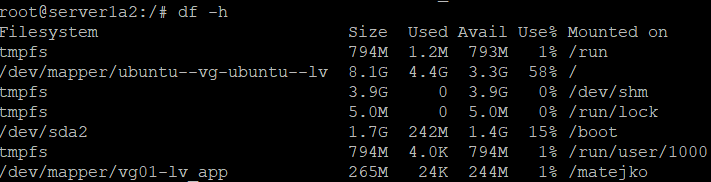 root@server1a2:/# df -h
Filesystem Size Used Avail Use% Mounted on
tmpfs 794M 1.2M 793M 1% /run
/dev/mapper/ubuntu--vg-ubuntu--lv 8.1G 4.4G 3.3G 58% /
tmpfs 3.9G 0 3.9G 0% /dev/shm
tmpfs 5.0M 0 5.0M 0% /run/lock
/dev/sda2 1.7G 242M 1.4G 15% /boot
tmpfs 794M 4.0K 794M 1% /run/user/1000
/dev/mapper/vg01-lv_app 265M 24K 244M 1% /matejko